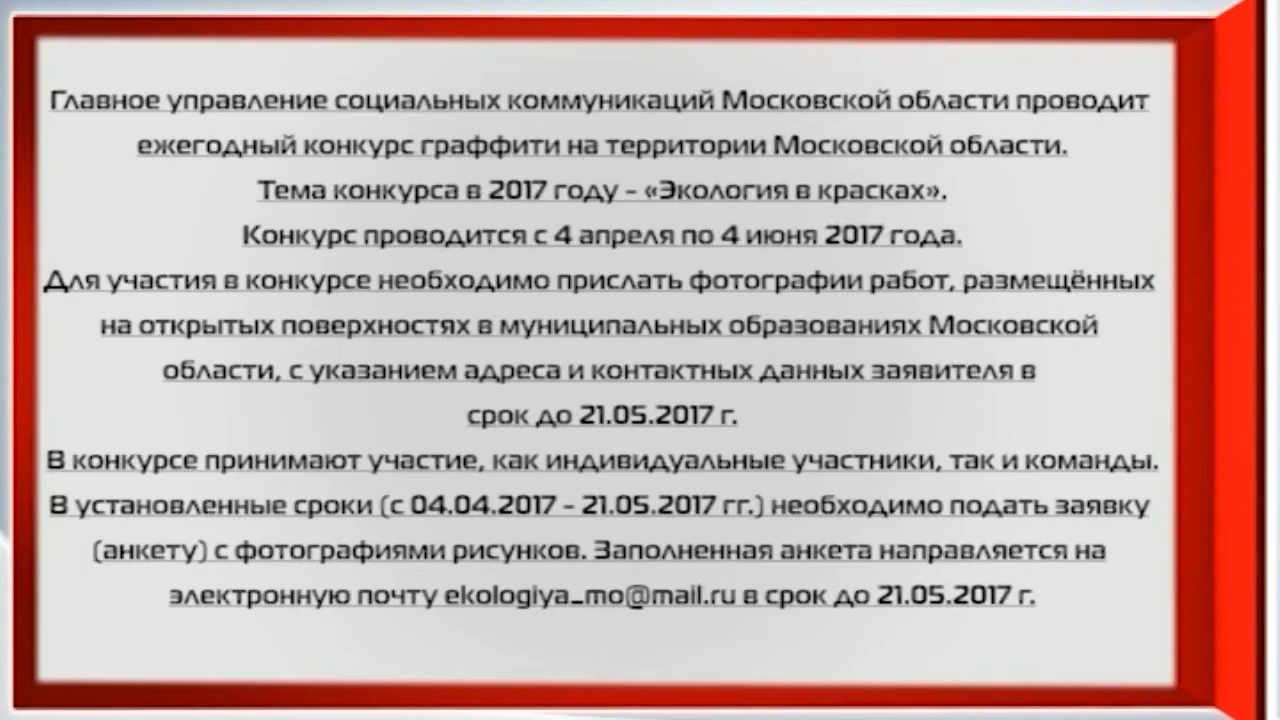 Главное управление социальных коммуникаций Московской области проводит
ежегодный конкурс граффити на территории Московской области.
Тема конкурса в 2017 году - «Экология в красках».
Конкурс проводится с 4 апреля по 4 июня 2017 года.
Для участия в конкурсе необходимо прислать фотографии работ, размещённых
на открытых поверхностях в муниципальных образованиях Московской
области, с указанием адреса и контактных данных заявителя в
срок до 21.05.2017 г.
В конкурсе принимают участие, как индивидуальные участники, так и команды.
В установленные сроки (с 04.04.2017 - 21.05.2017 гг.) необходимо подать заявку
(анкету) с фотографиями рисунков. Заполненная анкета направляется на
электронную почту ekologiya_mo@mail.ru в срок до 21.05.2017 г.